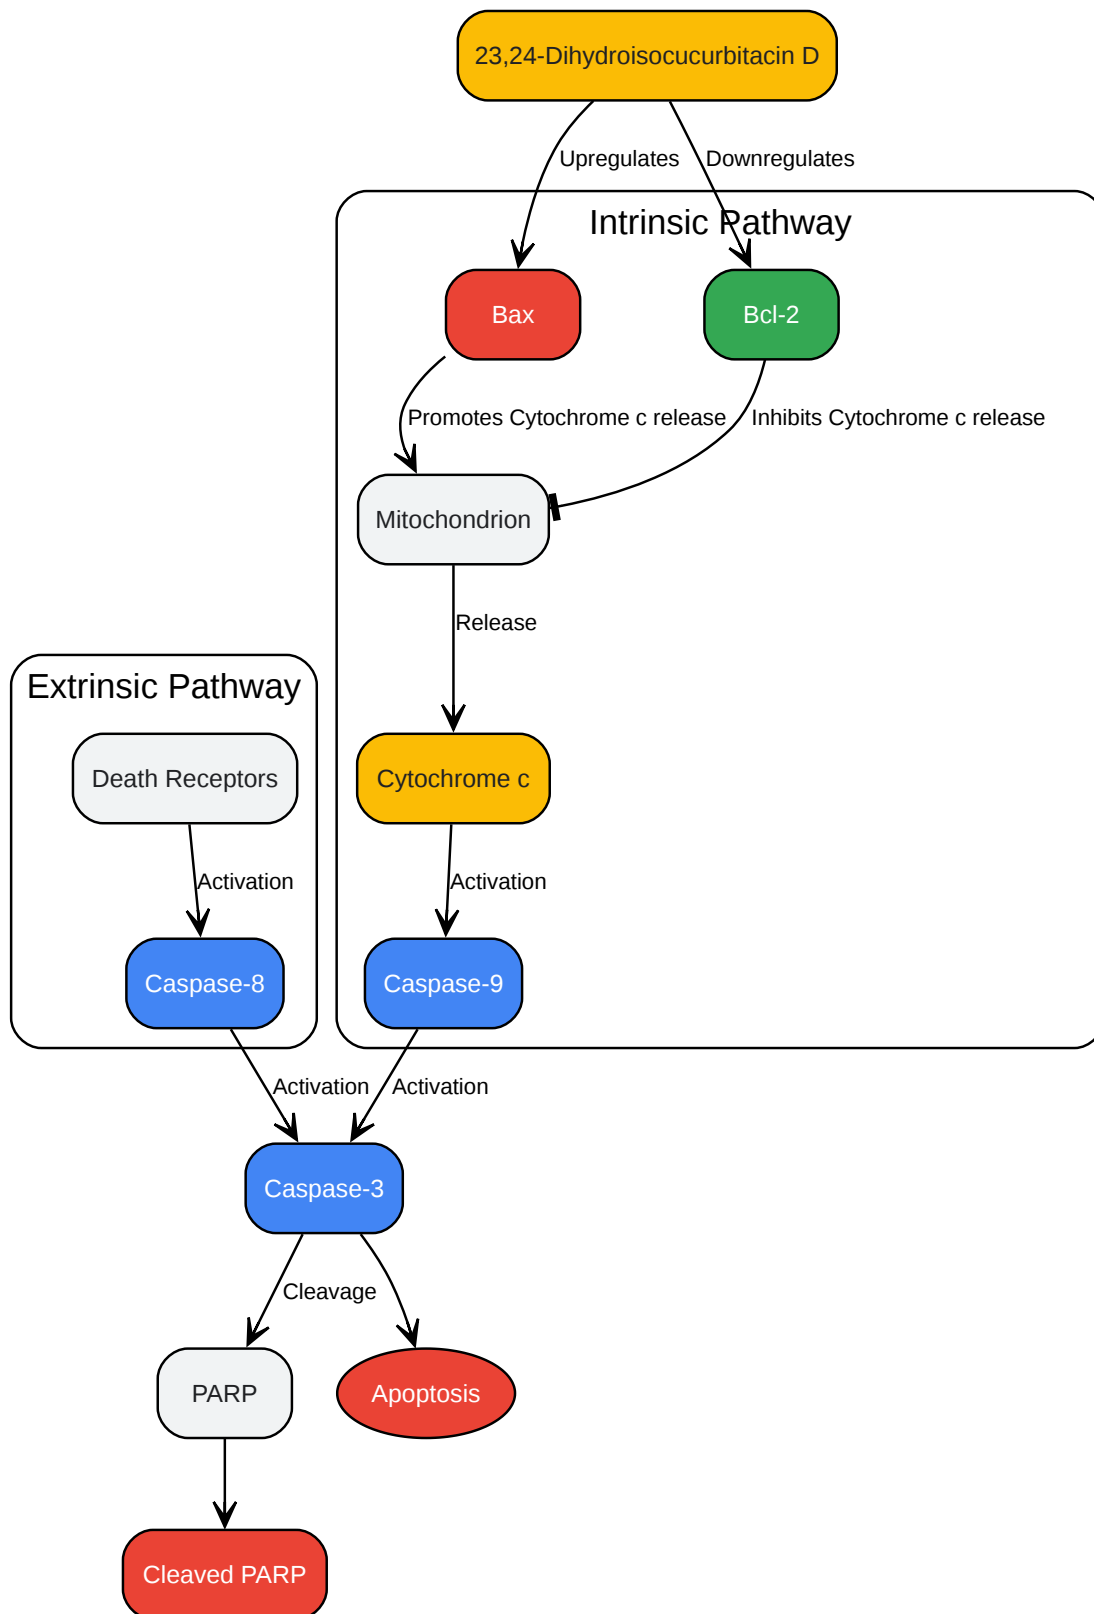 23,24-Dihydroisocucurbitacin D
Upregulates
Downregulates
Intrinsic Pathway
Bax
Bcl-2
Promotes Cytochrome c release
Inhibits Cytochrome c release
Mitochondrion
Release
Extrinsic Pathway
Death Receptors
Cytochrome c
Activation
Activation
Caspase-8
Caspase-9
Activation
Activation
Caspase-3
Cleavage
PARP
Apoptosis
Cleaved PARP